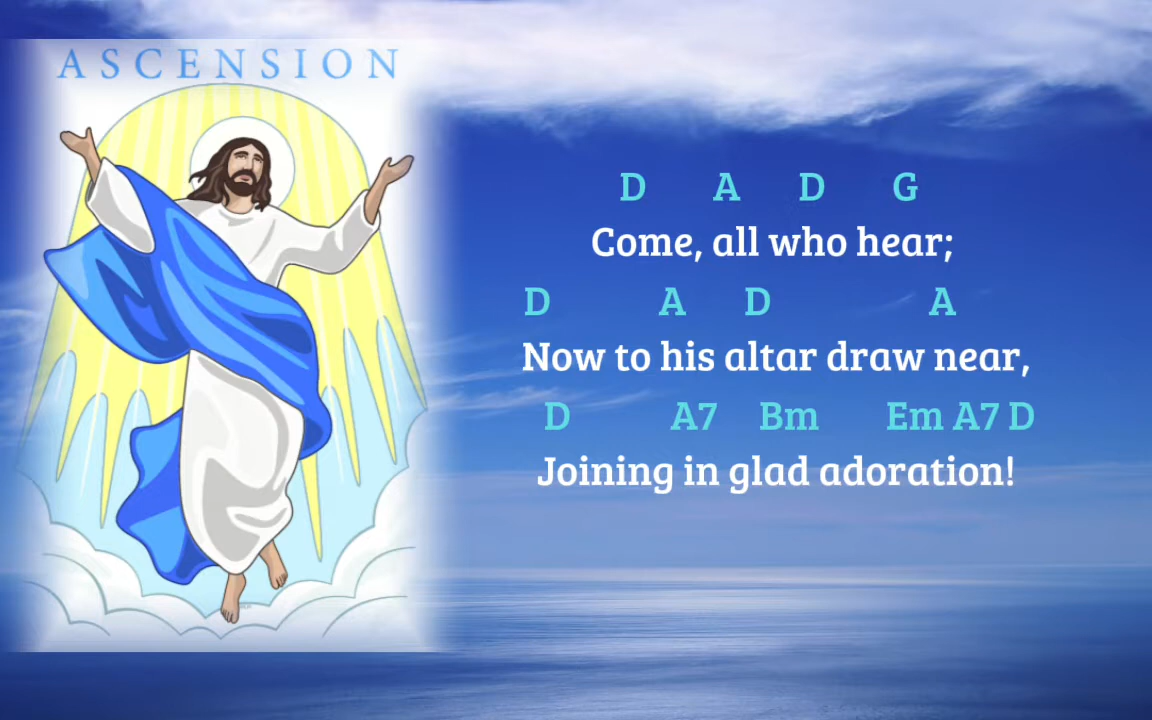 ASCENSION
D A D G
Come, all who hear;
D A D A
Now to his altar draw near,
D A7 Bm Em A7 D
Joining in glad adoration!